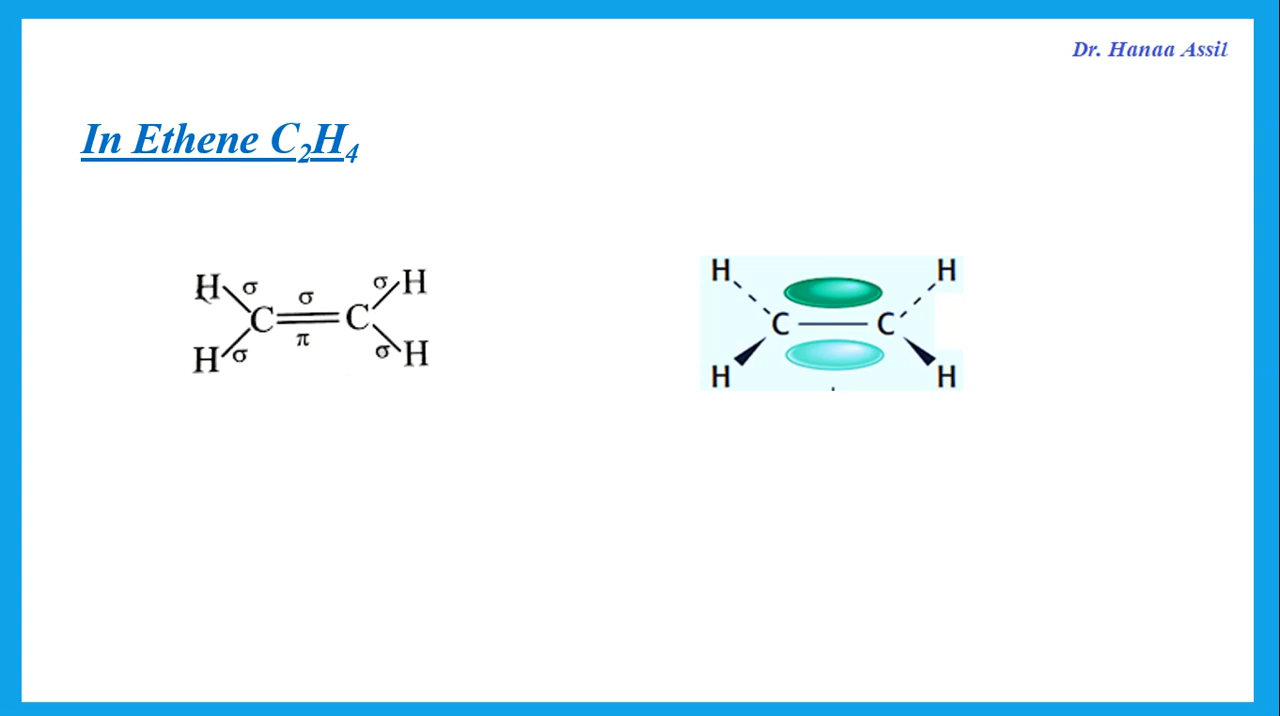 Dr. Hanaa Assil
In Ethene C₂H₄
H σ σ H
σ
C C
π
H σ σ H
H H
C C
H H